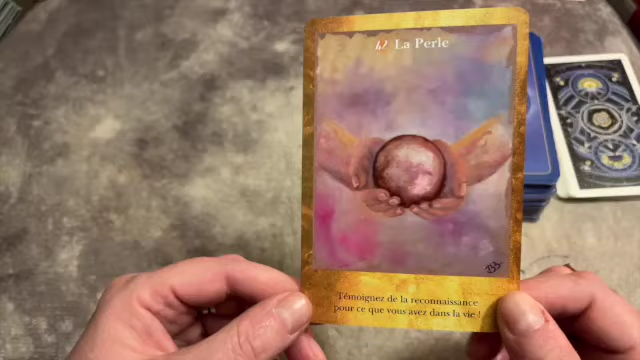 42 La Perle
Témoignez de la reconnaissance
pour ce que vous avez dans la vie !